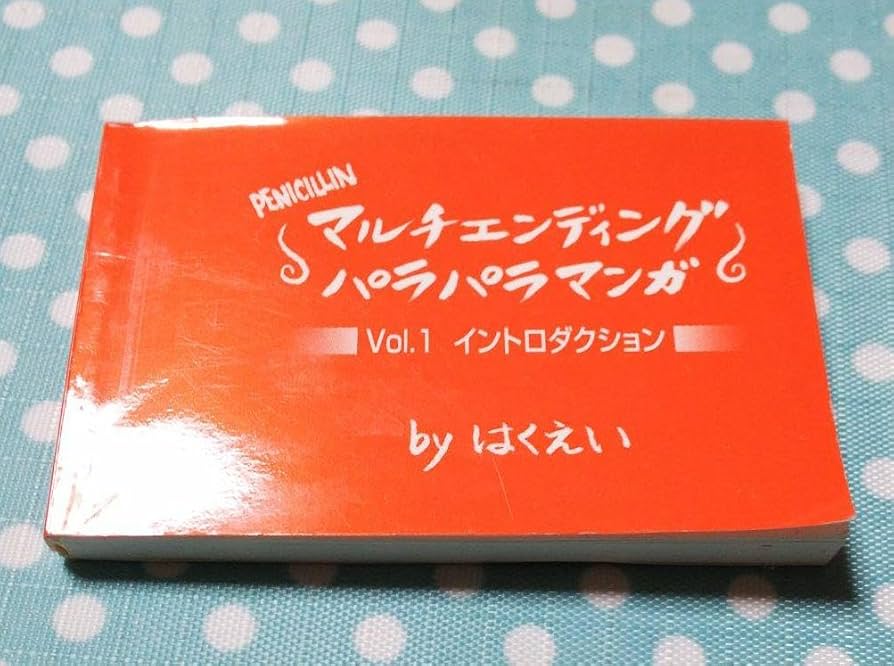 PENICILLIN
マルチエンディング
パラパラマンガ
Vol.1 イントロダクション
by はくえい